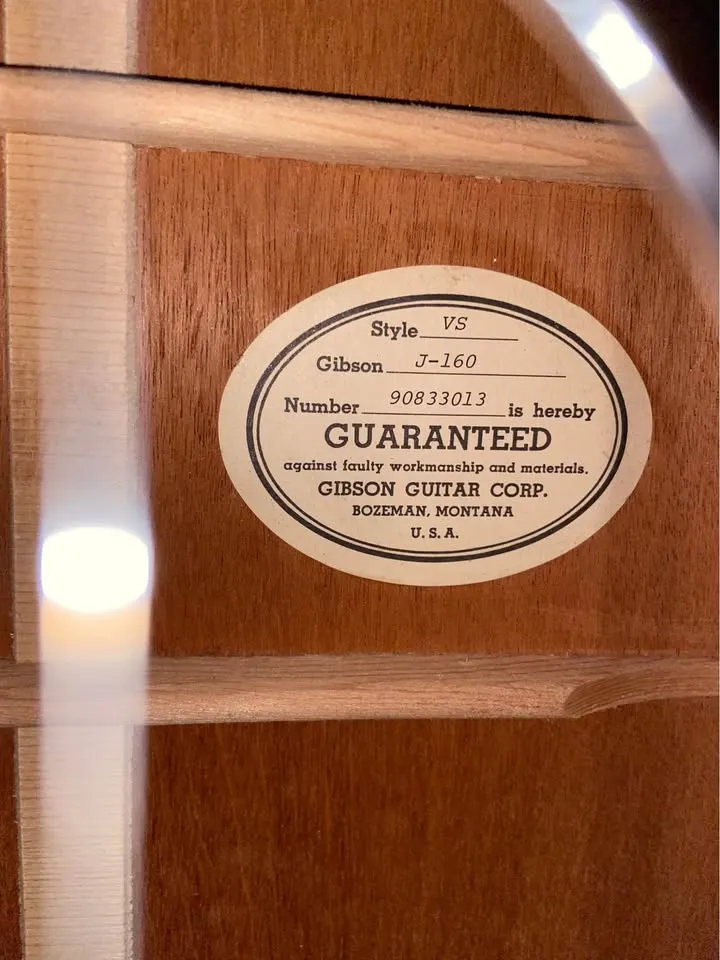 Style VS
Gibson J-160
Number 90833013 is hereby
GUARANTEED
against faulty workmanship and materials.
GIBSON GUITAR CORP.
BOZEMAN, MONTANA
U. S. A.